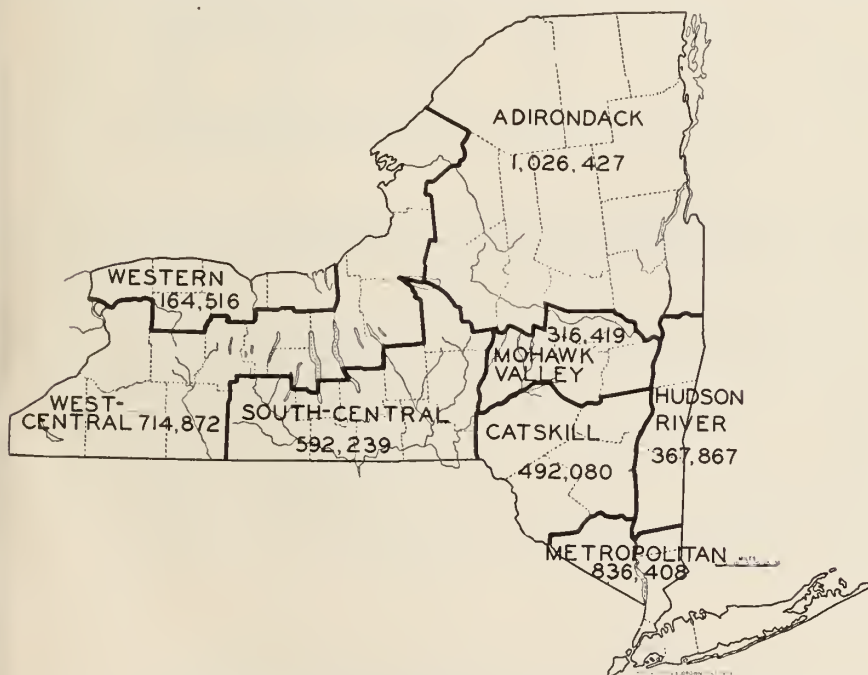 ADIRONDACK
1,026,427
WESTERN
164,516
316,419
MOHAWK
VALLEY
WEST-
CENTRAL 714,872
SOUTH-CENTRAL
592,239
CATSKILL
492,080
HUDSON
RIVER
367,867
METROPOLITAN
836,408